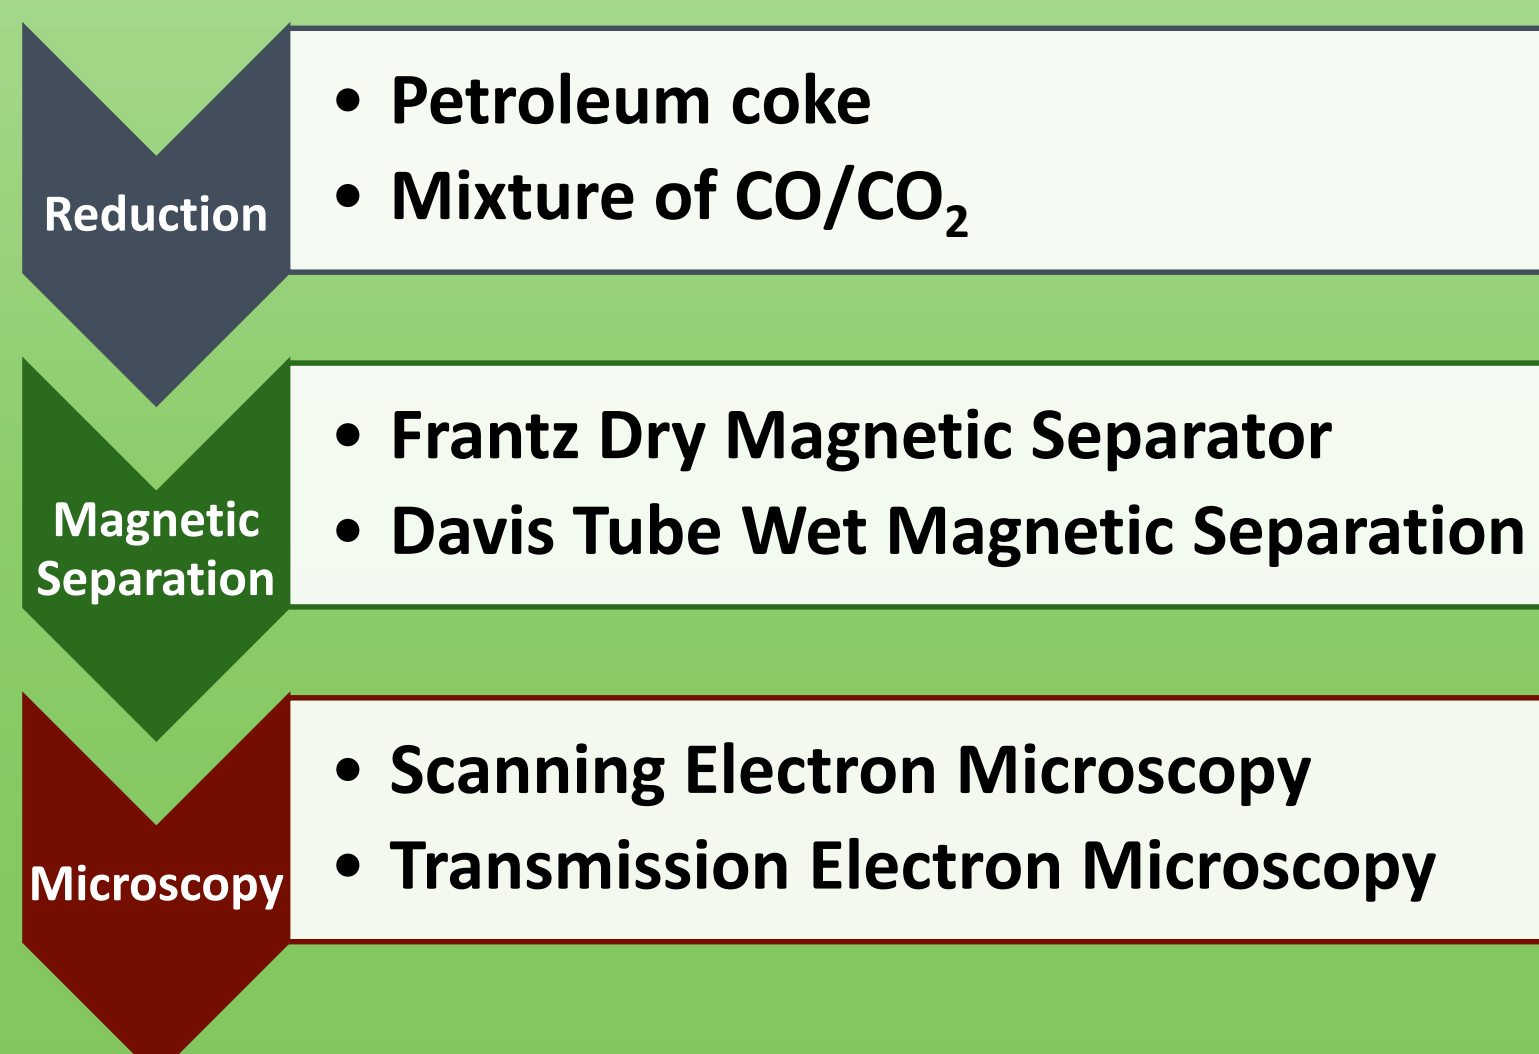 Reduction
• Petroleum coke
• Mixture of CO/CO₂
Magnetic
Separation
• Frantz Dry Magnetic Separator
• Davis Tube Wet Magnetic Separation
Microscopy
• Scanning Electron Microscopy
• Transmission Electron Microscopy